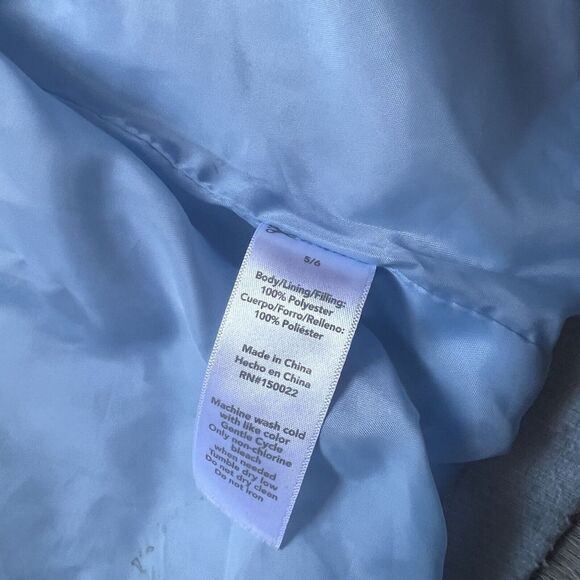 5/6
Body/Lining/Filling:
100% Polyester
Cuerpo/Forro/Relleno:
100% Poliéster
Made in China
Hecho en China
RN#150022
Machine wash cold
with like color
Gentle Cycle
Only non-chlorine
bleach
when needed
Tumble dry low
Do not dry clean
Do not iron